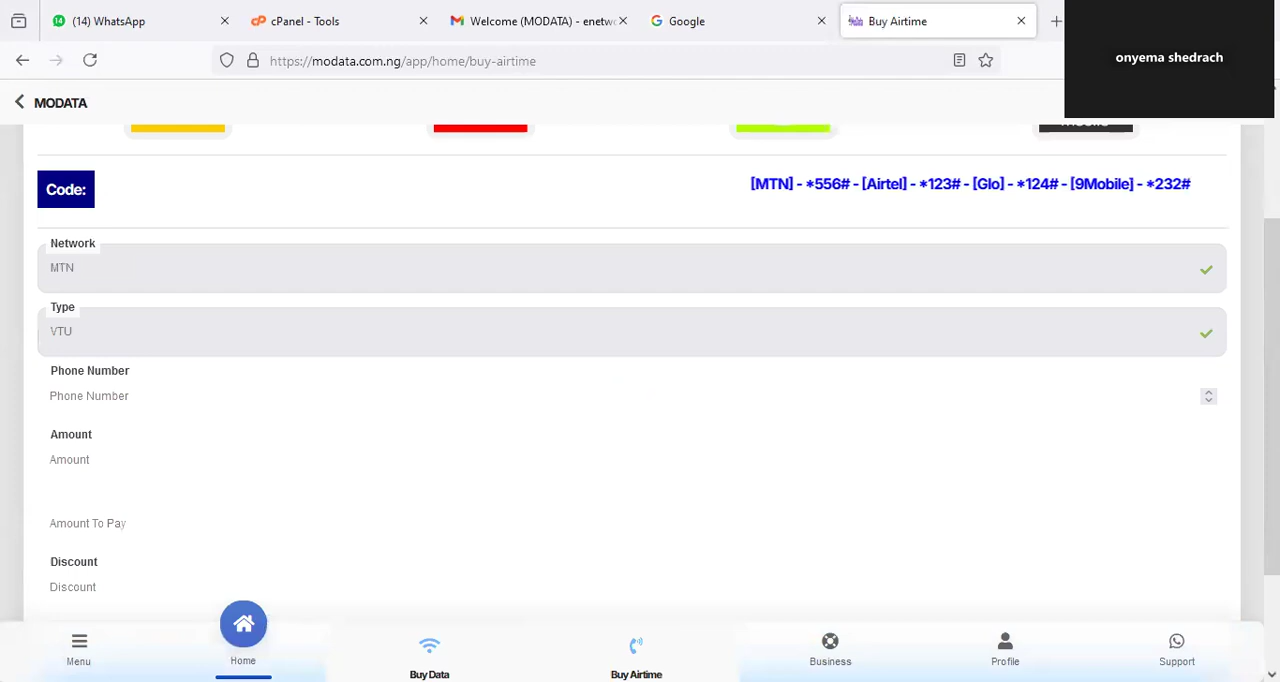 (14) WhatsApp
cPanel - Tools
Welcome (MODATA) - enetwo
Google
Buy Airtime
https://modata.com.ng/app/home/buy-airtime
onyema shedrach
MODATA
Code:
[MTN] - *556# - [Airtel] - *123# - [Glo] - *124# - [9Mobile] - *232#
Network
MTN
Type
VTU
Phone Number
Phone Number
Amount
Amount
Amount To Pay
Discount
Discount
Menu
Home
Buy Data
Buy Airtime
Business
Profile
Support